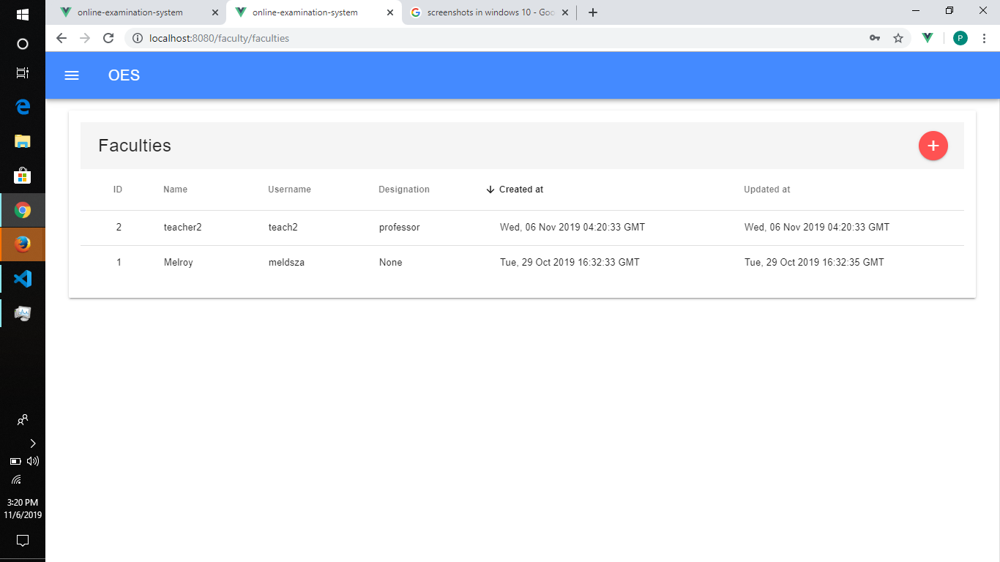 online-examination-system
online-examination-system
screenshots in windows 10 - Goo
localhost:8080/faculty/faculties
P
OES
Faculties
ID Name Username Designation Created at Updated at
2 teacher2 teach2 professor Wed, 06 Nov 2019 04:20:33 GMT Wed, 06 Nov 2019 04:20:33 GMT
1 Melroy meldsza None Tue, 29 Oct 2019 16:32:33 GMT Tue, 29 Oct 2019 16:32:35 GMT
3:20 PM
11/6/2019